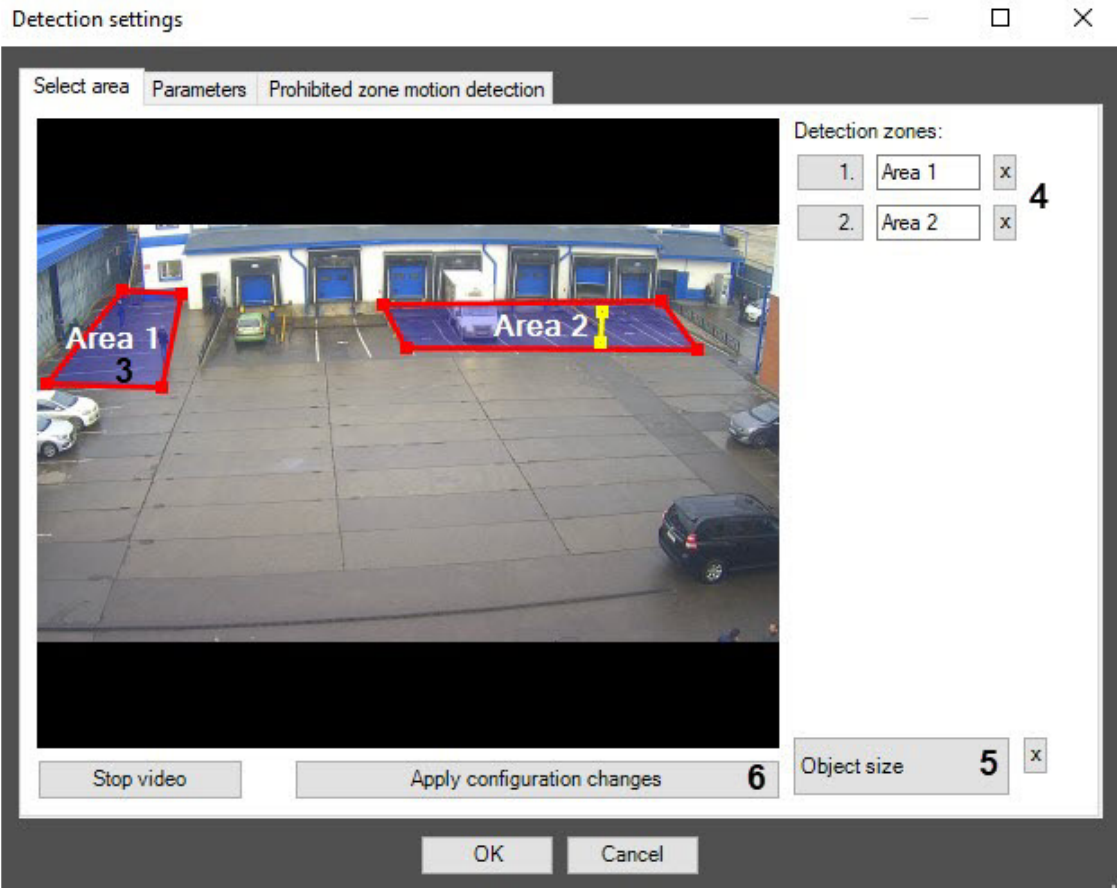 Detection settings
Select area Parameters Prohibited zone motion detection
Detection zones:
1. Area 1 x
4
2. Area 2 x
Area 1
3
Area 2
Object size 5 x
Stop video Apply configuration changes 6
OK Cancel